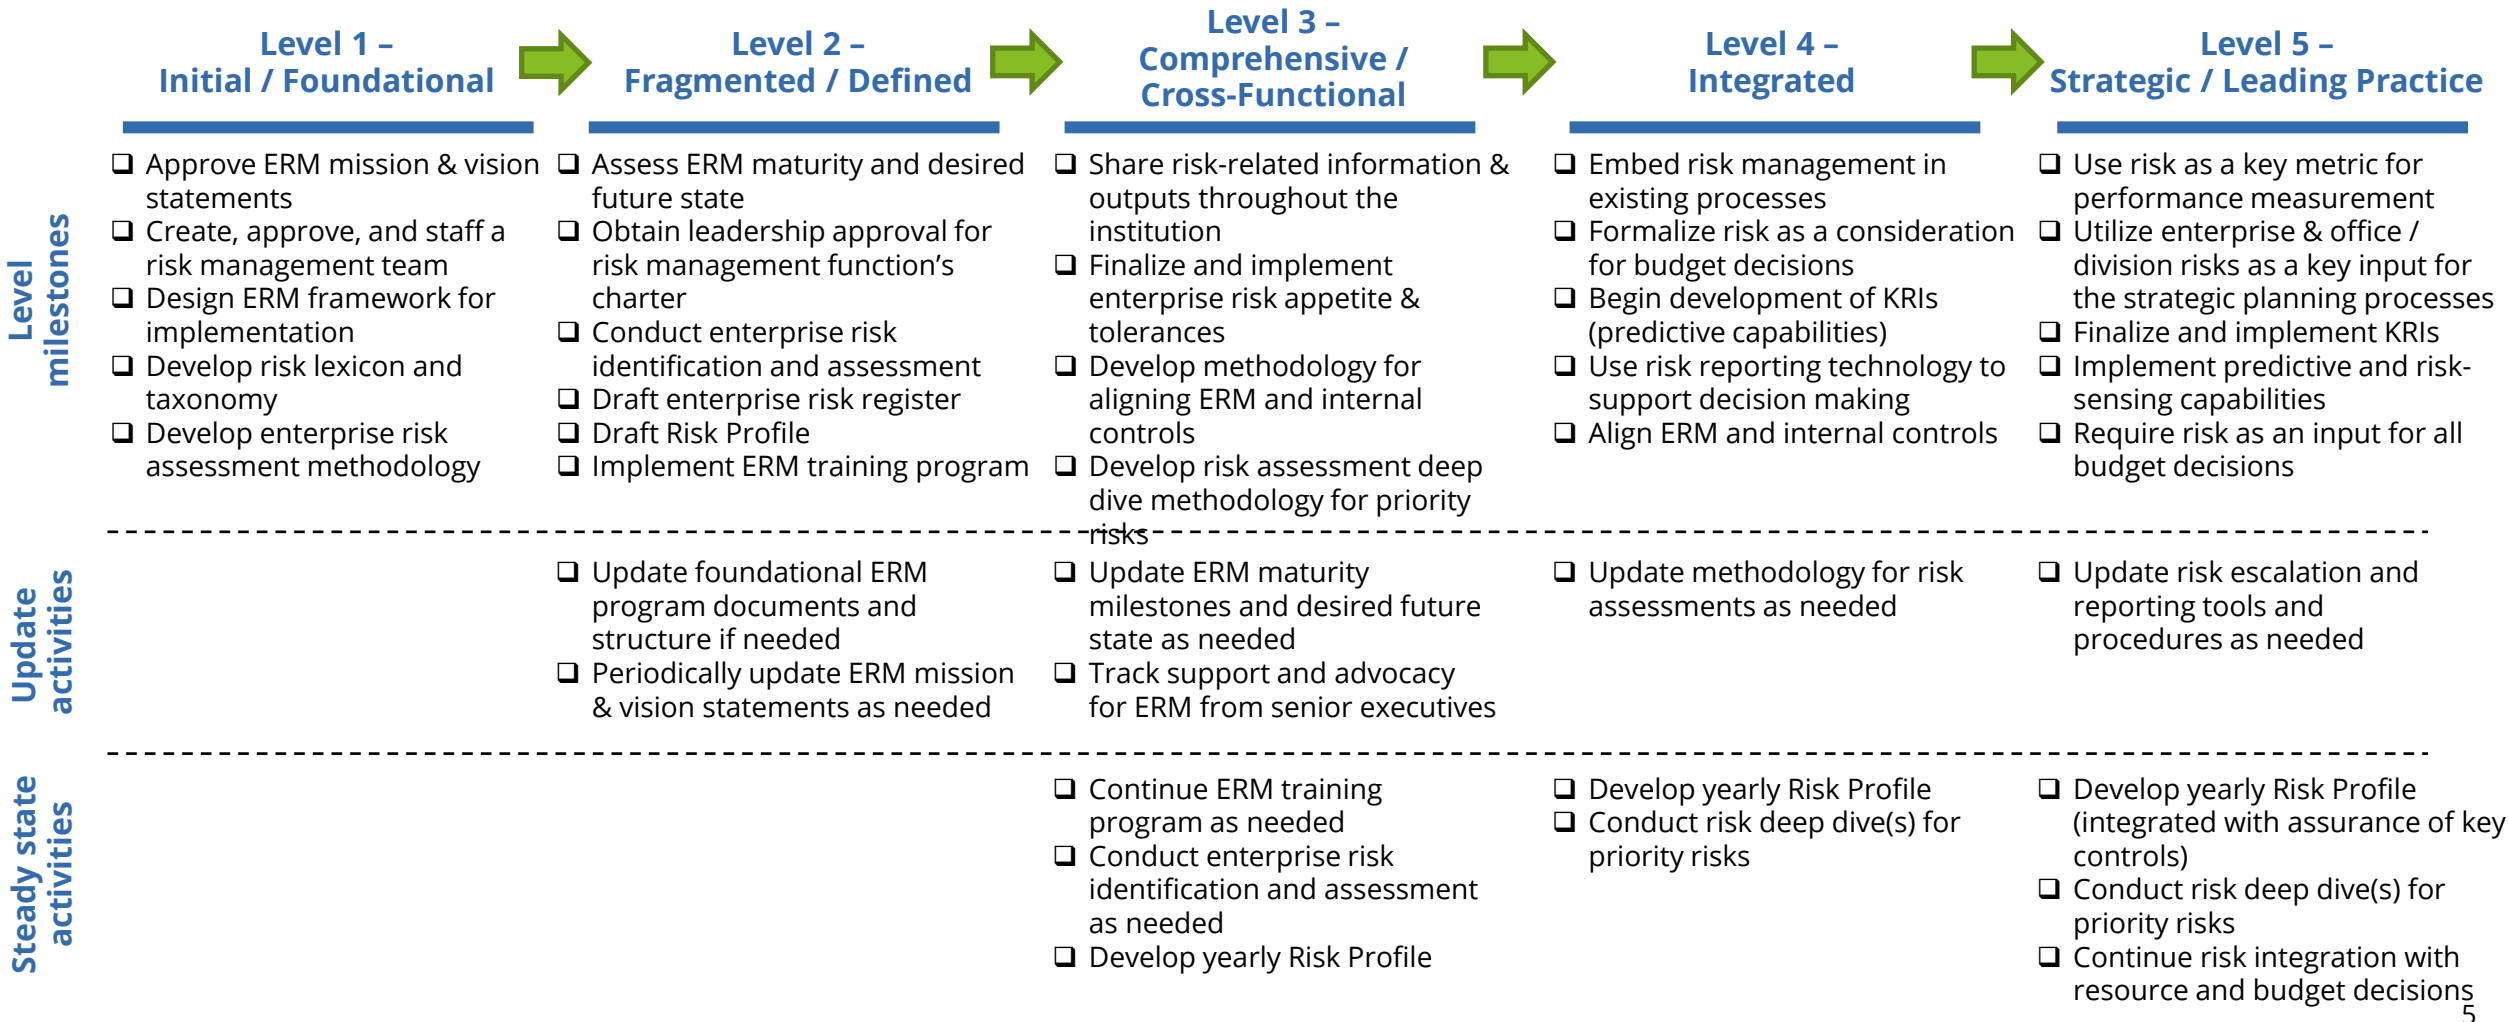 Level 1 –
Initial / Foundational
Level 2 –
Fragmented / Defined
Level 3 –
Comprehensive /
Cross-Functional
Level 4 –
Integrated
Level 5 –
Strategic / Leading Practice
Level
milestones
❑ Approve ERM mission & vision
statements
❑ Create, approve, and staff a
risk management team
❑ Design ERM framework for
implementation
❑ Develop risk lexicon and
taxonomy
❑ Develop enterprise risk
assessment methodology
❑ Assess ERM maturity and desired
future state
❑ Obtain leadership approval for
risk management function’s
charter
❑ Conduct enterprise risk
identification and assessment
❑ Draft enterprise risk register
❑ Draft Risk Profile
❑ Implement ERM training program
❑ Share risk-related information &
outputs throughout the
institution
❑ Finalize and implement
enterprise risk appetite &
tolerances
❑ Develop methodology for
aligning ERM and internal
controls
❑ Develop risk assessment deep
dive methodology for priority
risks
❑ Embed risk management in
existing processes
❑ Formalize risk as a consideration
for budget decisions
❑ Begin development of KRIs
(predictive capabilities)
❑ Use risk reporting technology to
support decision making
❑ Align ERM and internal controls
❑ Use risk as a key metric for
performance measurement
❑ Utilize enterprise & office /
division risks as a key input for
the strategic planning processes
❑ Finalize and implement KRIs
❑ Implement predictive and risk-
sensing capabilities
❑ Require risk as an input for all
budget decisions
Update
activities
❑ Update foundational ERM
program documents and
structure if needed
❑ Periodically update ERM mission
& vision statements as needed
❑ Update ERM maturity
milestones and desired future
state as needed
❑ Track support and advocacy
for ERM from senior executives
❑ Update methodology for risk
assessments as needed
❑ Update risk escalation and
reporting tools and
procedures as needed
Steady state
activities
❑ Continue ERM training
program as needed
❑ Conduct enterprise risk
identification and assessment
as needed
❑ Develop yearly Risk Profile
❑ Develop yearly Risk Profile
❑ Conduct risk deep dive(s) for
priority risks
❑ Develop yearly Risk Profile
(integrated with assurance of key
controls)
❑ Conduct risk deep dive(s) for
priority risks
❑ Continue risk integration with
resource and budget decisions
5